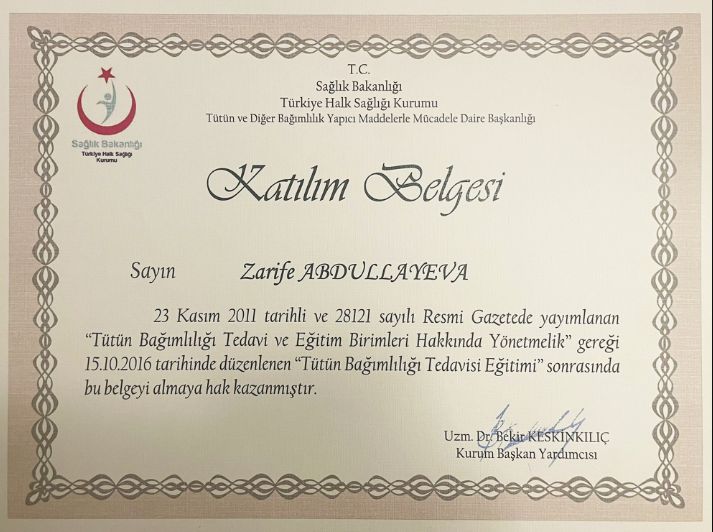 T.C.
Sağlık Bakanlığı
Türkiye Halk Sağlığı Kurumu
Tütün ve Diğer Bağımlılık Yapıcı Maddelerle Mücadele Daire Başkanlığı
Sağlık Bakanlığı
Türkiye Halk Sağlığı
Kurumu
Katılım Belgesi
Sayın Zarife ABDULLAYEVA
23 Kasım 2011 tarihli ve 28121 sayılı Resmi Gazetede yayımlanan
“Tütün Bağımlılığı Tedavi ve Eğitim Birimleri Hakkında Yönetmelik” gereği
15.10.2016 tarihinde düzenlenen “Tütün Bağımlılığı Tedavisi Eğitimi” sonrasında
bu belgeyi almaya hak kazanmıştır.
Uzm. Dr. Bekir KESKİNKILIÇ
Kurum Başkan Yardımcısı